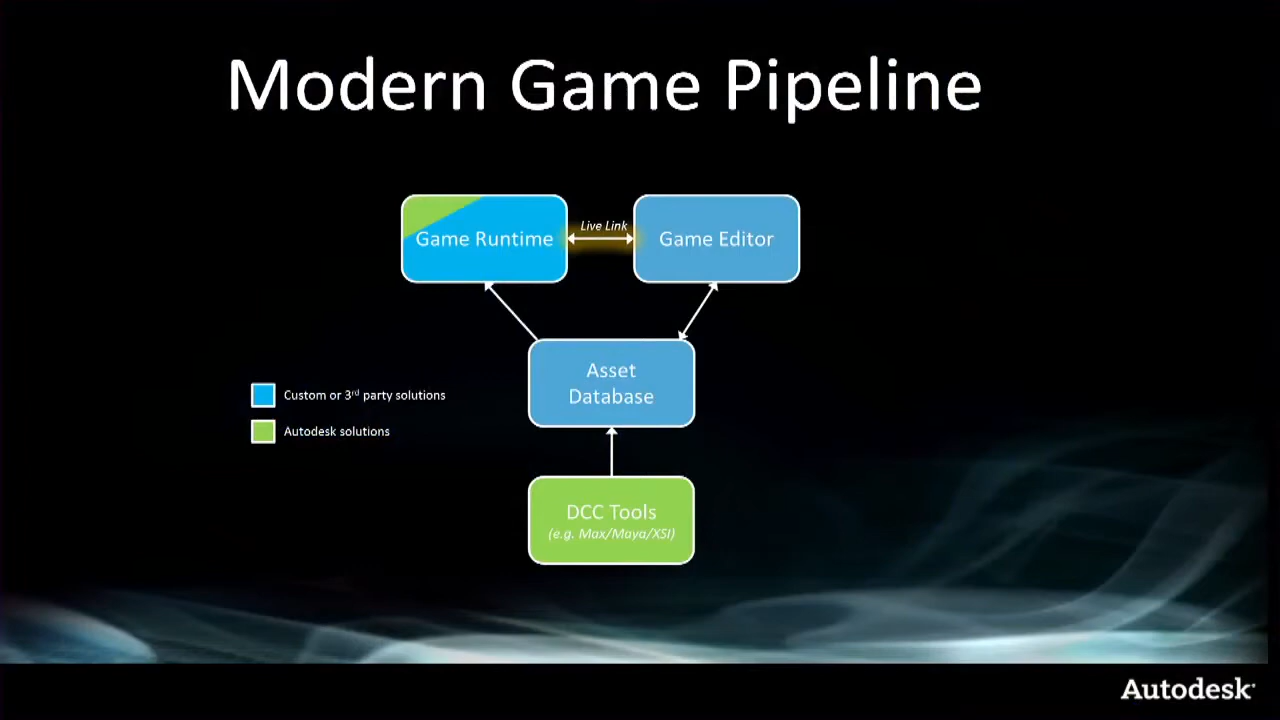 Modern Game Pipeline
Live Link
Game Runtime
Game Editor
Asset
Database
Custom or 3rd party solutions
Autodesk solutions
DCC Tools
(e.g. Max/Maya/XSI)
Autodesk